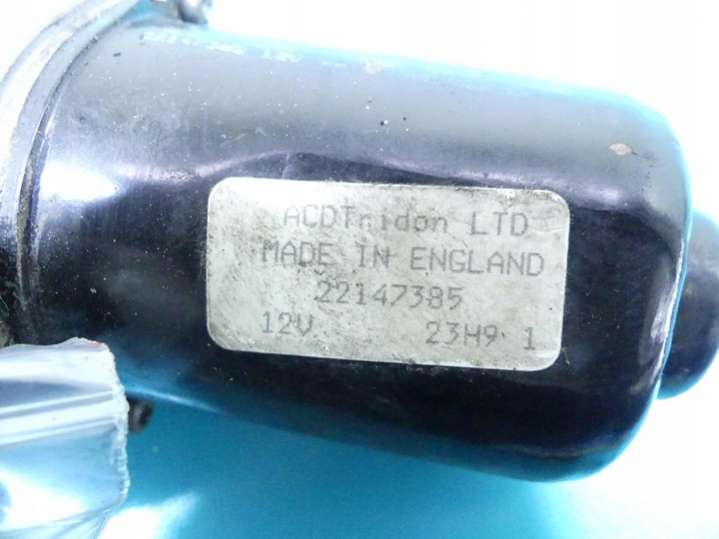 ACDTridon LTD
MADE IN ENGLAND
22147385
12V 23H9 1